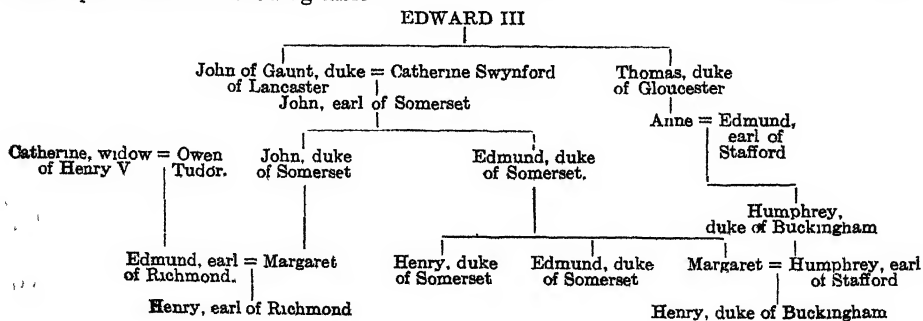 EDWARD III
John of Gaunt, duke = Catherine Swynford
of Lancaster
Thomas, duke
of Gloucester
John, earl of Somerset
Anne = Edmund,
earl of
Stafford
Catherine, widow = Owen
of Henry V Tudor.
John, duke
of Somerset
Edmund, duke
of Somerset.
Humphrey,
duke of Buckingham
Edmund, earl = Margaret
of Richmond.
Henry, duke
of Somerset
Edmund, duke
of Somerset
Margaret = Humphrey, earl
of Stafford
Henry, earl of Richmond
Henry, duke of Buckingham